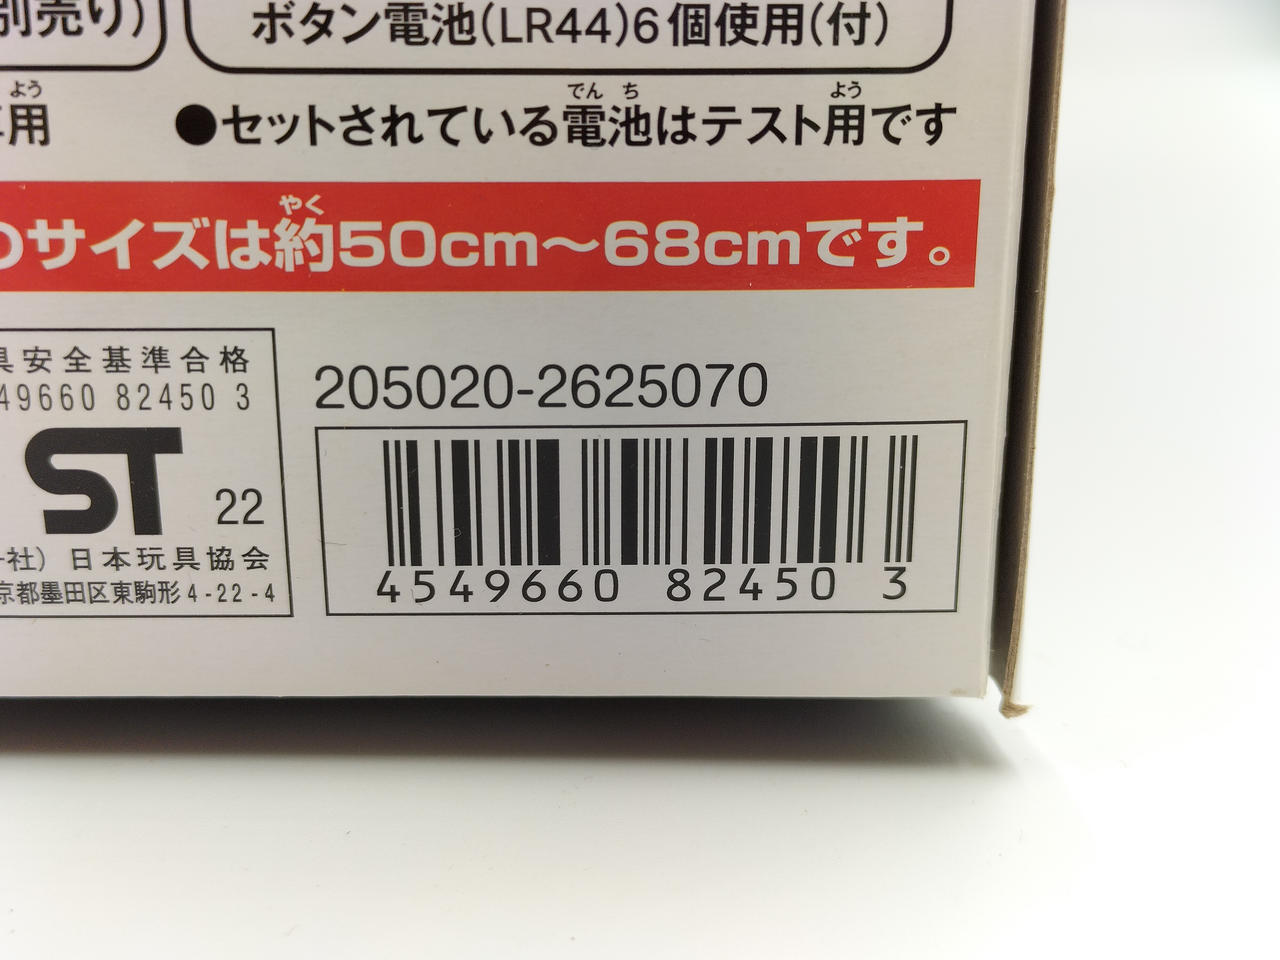 別売り)
ボタン電池(LR44)6個使用(付)
よう
用
でんち よう
●セットされている電池はテスト用です
やく
のサイズは約50cm～68cmです。
具安全基準合格
49660 82450 3
ST 22
社) 日本玩具協会
京都墨田区東駒形4-22-4
205020-2625070
4549660 82450 3